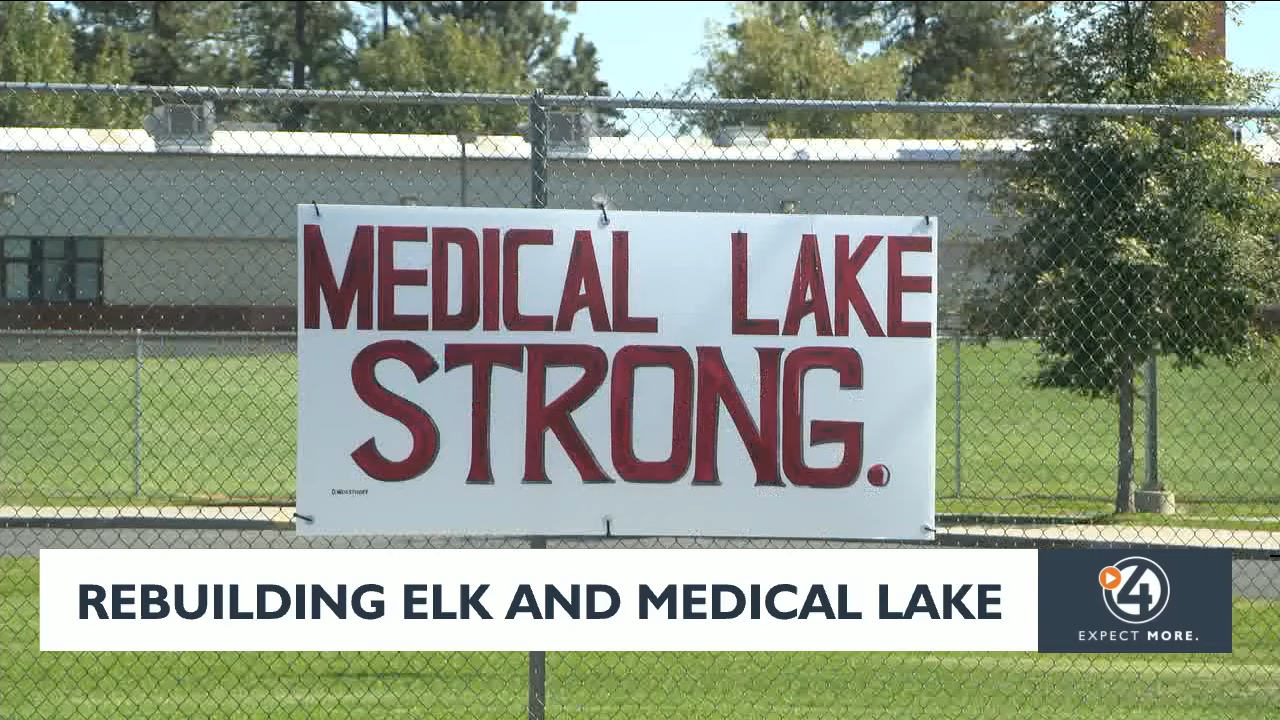 MEDICAL LAKE
STRONG.
REBUILDING ELK AND MEDICAL LAKE
4
EXPECT MORE.